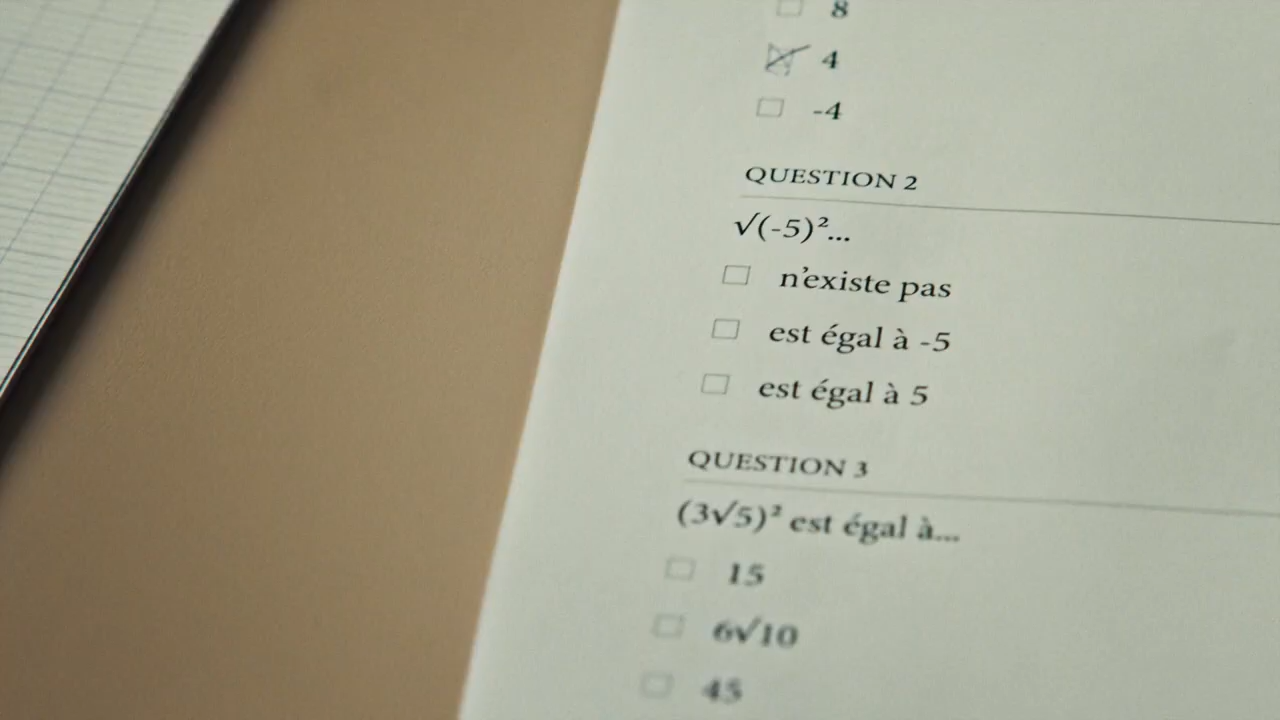 8
4
-4
QUESTION 2
√(-5)²...
n'existe pas
est égal à -5
est égal à 5
QUESTION 3
(3√5)² est égal à...
15
6√10
45